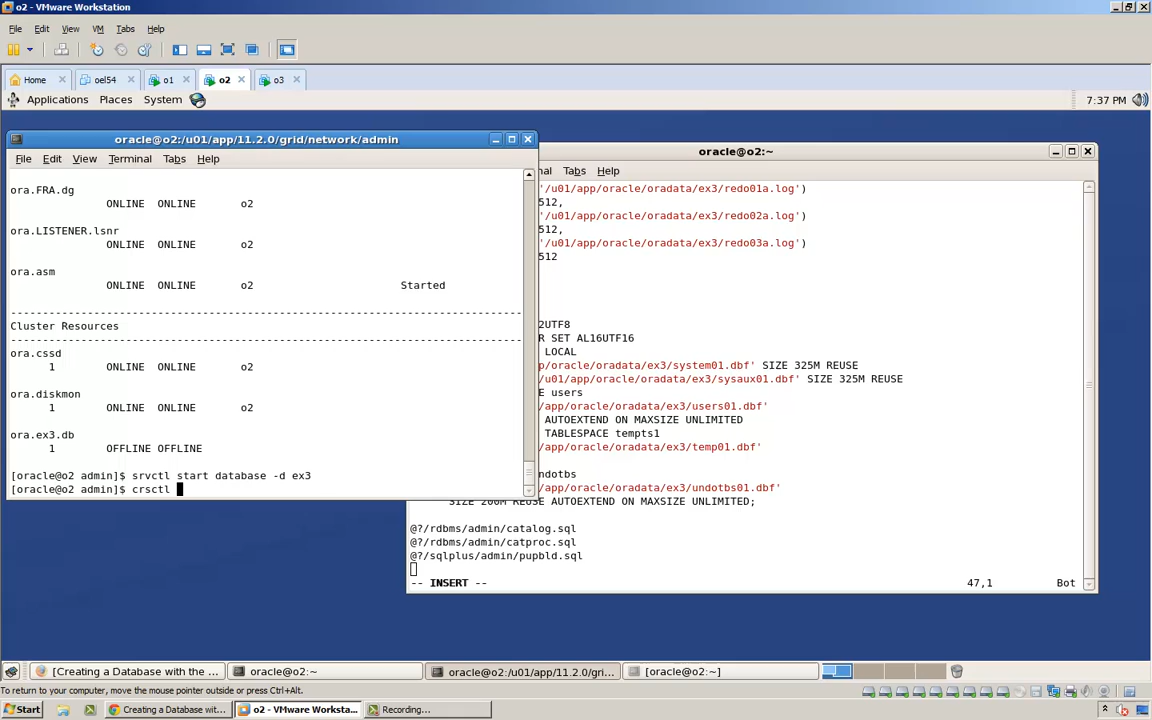 o2 - VMware Workstation
File Edit View VM Tabs Help
Home oel54 o1 o2 o3
Applications Places System 7:37 PM
oracle@o2:/u01/app/11.2.0/grid/network/admin
File Edit View Terminal Tabs Help
ora.FRA.dg
ONLINE ONLINE o2
ora.LISTENER.lsnr
ONLINE ONLINE o2
ora.asm
ONLINE ONLINE o2 Started
--------------------------------------------------------------------------------
Cluster Resources
--------------------------------------------------------------------------------
ora.cssd
1 ONLINE ONLINE o2
ora.diskmon
1 ONLINE ONLINE o2
ora.ex3.db
1 OFFLINE OFFLINE
[oracle@o2 admin]$ srvctl start database -d ex3
[oracle@o2 admin]$ crsctl
oracle@o2:~
nal Tabs Help
'/u01/app/oracle/oradata/ex3/redo01a.log')
512,
'/u01/app/oracle/oradata/ex3/redo02a.log')
512,
'/u01/app/oracle/oradata/ex3/redo03a.log')
512
2UTF8
R SET AL16UTF16
LOCAL
p/oracle/oradata/ex3/system01.dbf' SIZE 325M REUSE
/u01/app/oracle/oradata/ex3/sysaux01.dbf' SIZE 325M REUSE
E users
/app/oracle/oradata/ex3/users01.dbf'
AUTOEXTEND ON MAXSIZE UNLIMITED
TABLESPACE tempts1
/app/oracle/oradata/ex3/temp01.dbf'
ndotbs
/app/oracle/oradata/ex3/undotbs01.dbf'
SIZE 200M REUSE AUTOEXTEND ON MAXSIZE UNLIMITED;
@?/rdbms/admin/catalog.sql
@?/rdbms/admin/catproc.sql
@?/sqlplus/admin/pupbld.sql
-- INSERT -- 47,1 Bot
[Creating a Database with the ... oracle@o2:~ oracle@o2:/u01/app/11.2.0/gri... [oracle@o2:~]
To return to your computer, move the mouse pointer outside or press Ctrl+Alt.
Start Creating a Database wit... o2 - VMware Worksta... Recording...